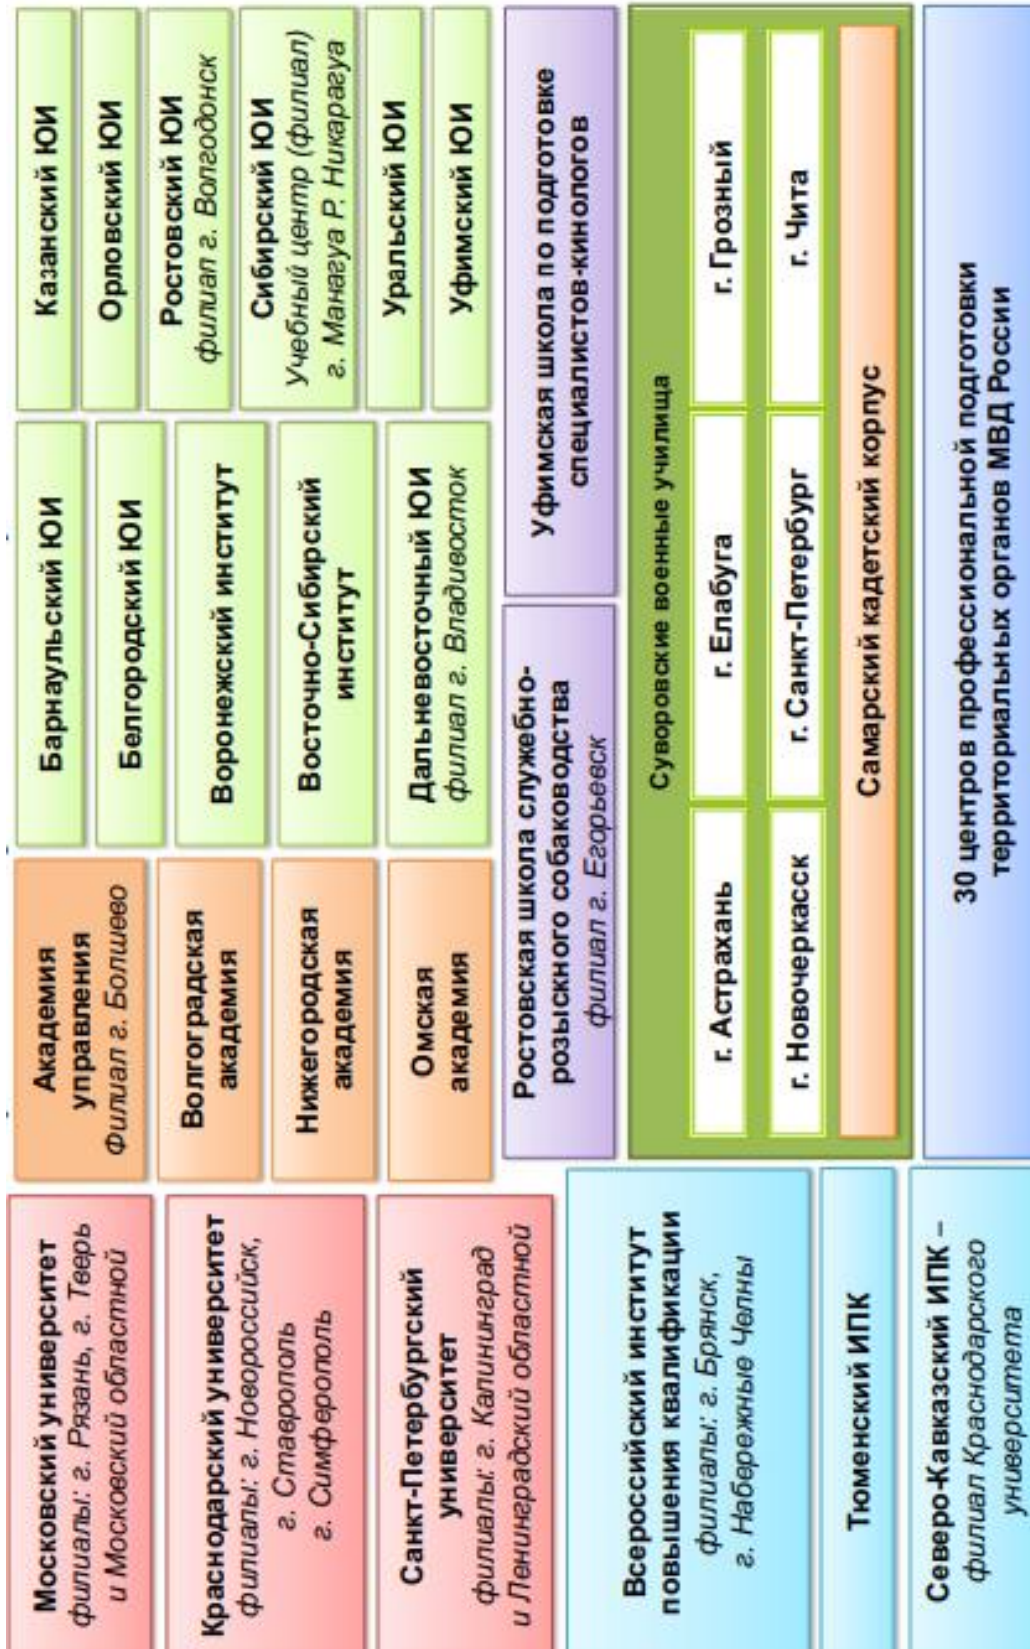 Московский университет
филиалы: г. Рязань, г. Тверь
и Московский областной
Краснодарский университет
филиалы: г. Новороссийск,
г. Ставрополь
г. Симферополь
Санкт-Петербургский
университет
филиалы: г. Калининград
и Ленинградский областной
Всероссийский институт
повышения квалификации
филиалы: г. Брянск,
г. Набережные Челны
Тюменский ИПК
Северо-Кавказский ИПК –
филиал Краснодарского
университета
Академия
управления
Филиал г. Болшево
Волгоградская
академия
Нижегородская
академия
Омская
академия
Барнаульский ЮИ
Белгородский ЮИ
Воронежский институт
Восточно-Сибирский
институт
Дальневосточный ЮИ
филиал г. Владивосток
Казанский ЮИ
Орловский ЮИ
Ростовский ЮИ
филиал г. Волгодонск
Сибирский ЮИ
Учебный центр (филиал)
г. Манагуа Р. Никарагуа
Уральский ЮИ
Уфимский ЮИ
Ростовская школа служебно-
розыскного собаководства
филиал г. Егорьевск
Уфимская школа по подготовке
специалистов-кинологов
Суворовские военные училища
г. Астрахань
г. Елабуга
г. Грозный
г. Новочеркасск
г. Санкт-Петербург
г. Чита
Самарский кадетский корпус
30 центров профессиональной подготовки
территориальных органов МВД России